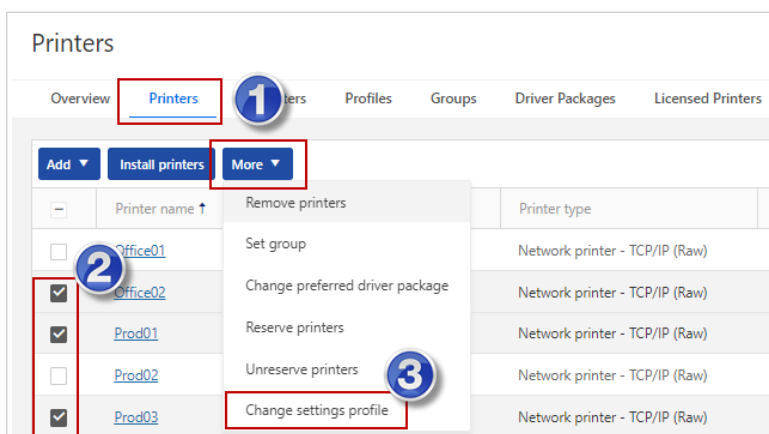 Printers
Overview Printers Profiles Groups Driver Packages Licensed Printers
1
Add Install printers More
Printer name Printer type
Remove printers
Office01 Set group Network printer - TCP/IP (Raw)
2
Office02 Change preferred driver package Network printer - TCP/IP (Raw)
Prod01 Reserve printers Network printer - TCP/IP (Raw)
Prod02 Unreserve printers Network printer - TCP/IP (Raw)
3
Prod03 Change settings profile Network printer - TCP/IP (Raw)